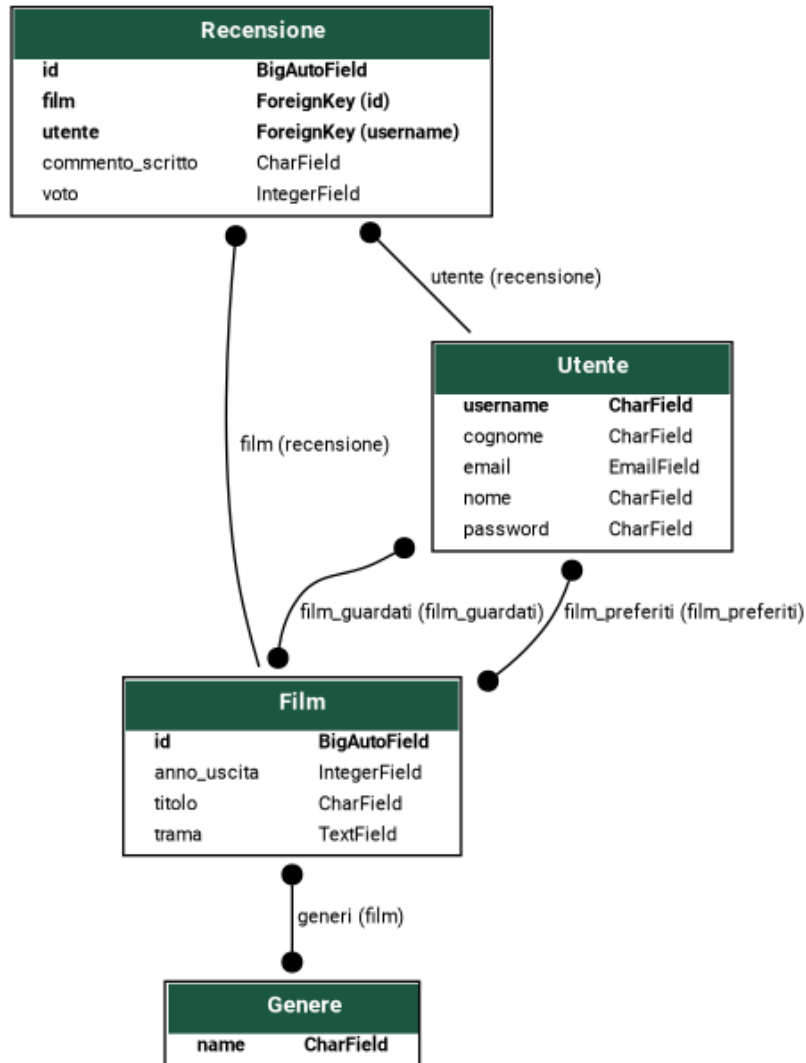 Recensione
id BigAutoField
film ForeignKey (id)
utente ForeignKey (username)
commento_scritto CharField
voto IntegerField
utente (recensione)
Utente
username CharField
cognome CharField
email EmailField
nome CharField
password CharField
film (recensione)
film_guardati (film_guardati)
film_preferiti (film_preferiti)
Film
id BigAutoField
anno_uscita IntegerField
titolo CharField
trama TextField
generi (film)
Genere
name CharField